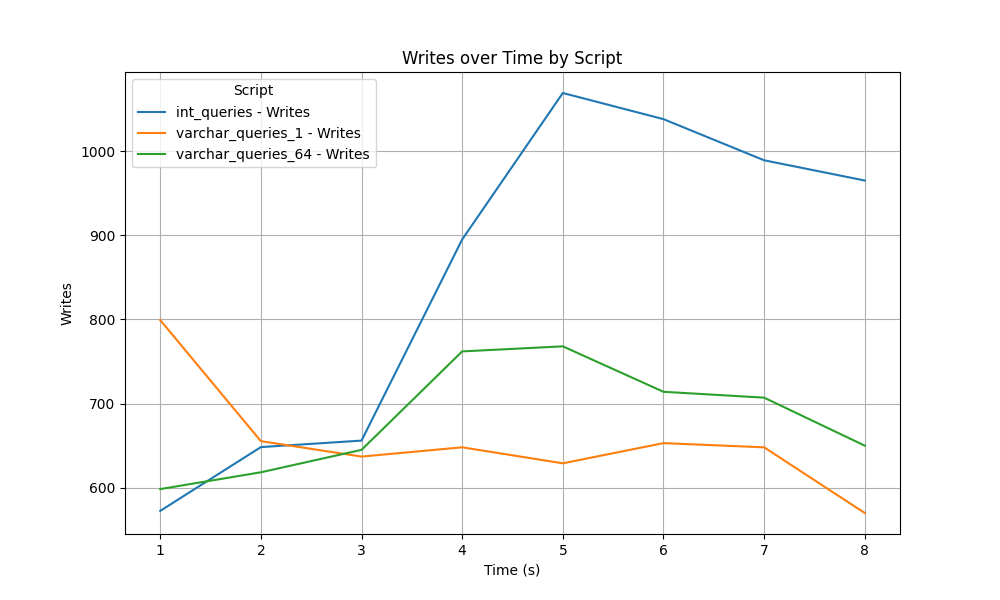 Writes over Time by Script
Script
int_queries - Writes
varchar_queries_1 - Writes
varchar_queries_64 - Writes
Writes
1000
900
800
700
600
1 2 3 4 5 6 7 8
Time (s)